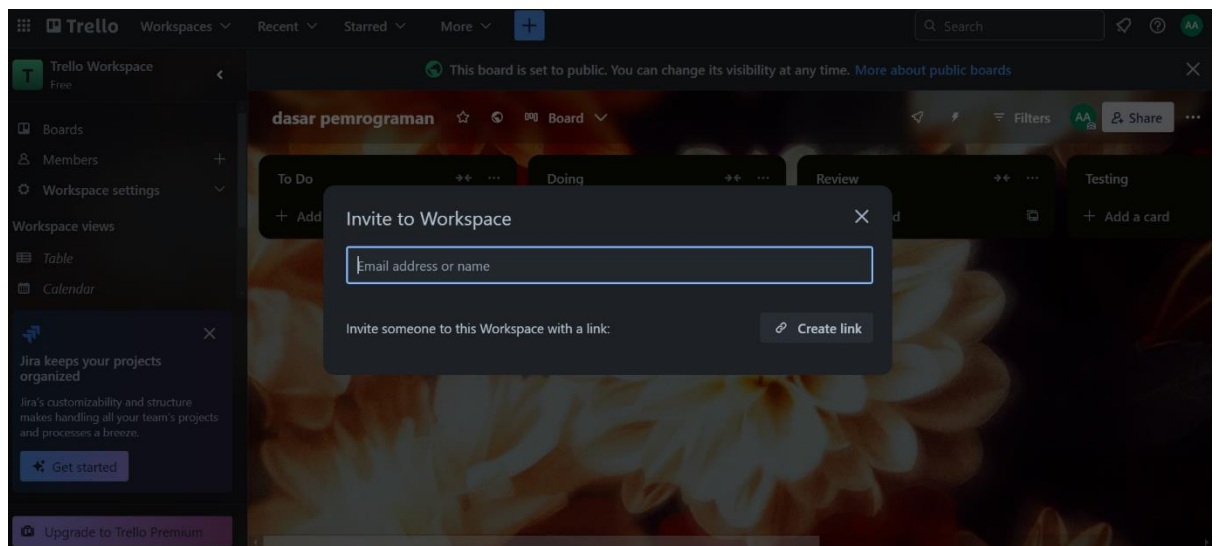 Trello Workspaces Recent Starred More + Search AA
T Trello Workspace
Free
This board is set to public. You can change its visibility at any time. More about public boards
dasar pemrograman Board Filters AA Share
Boards
Members
Workspace settings
Workspace views
Table
Calendar
Jira keeps your projects
organized
Jira's customizability and structure
makes handling all your team's projects
and processes a breeze.
Get started
Upgrade to Trello Premium
To Do Doing Review Testing
+ Add d + Add a card
Invite to Workspace
Email address or name
Invite someone to this Workspace with a link: Create link